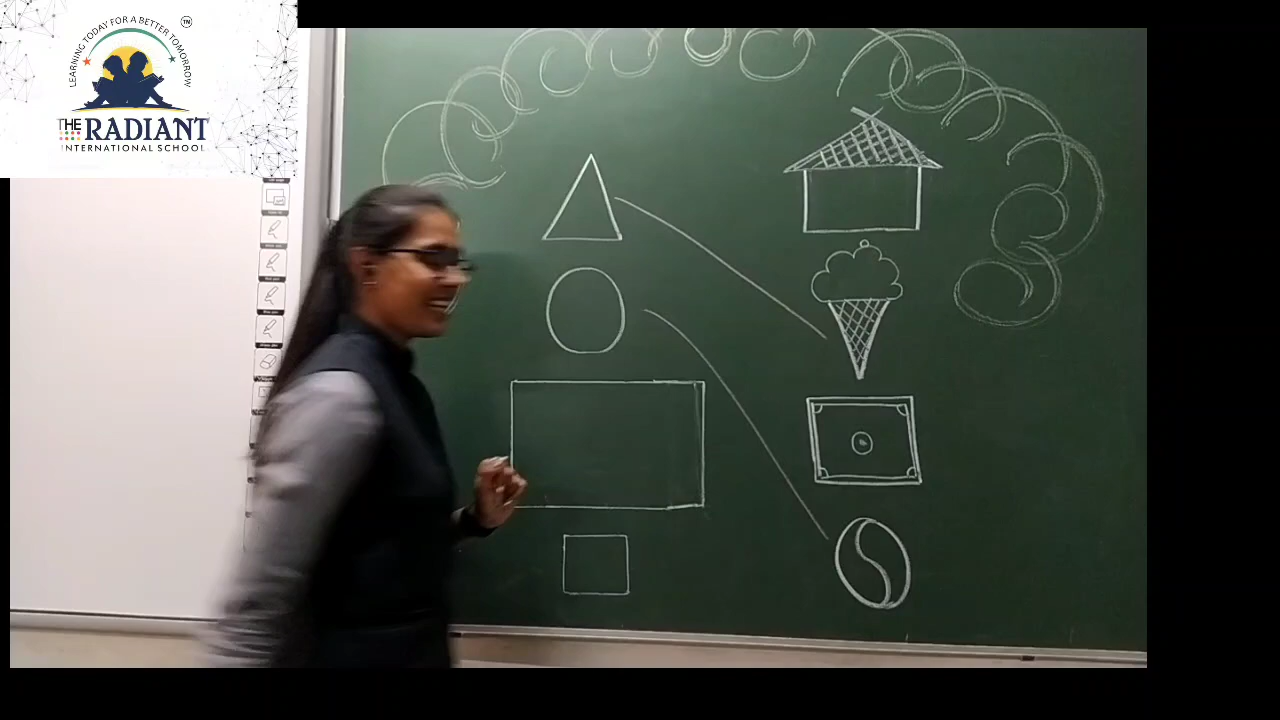 LEARNING TODAY FOR A BETTER TOMORROW
TM
THE RADIANT
INTERNATIONAL SCHOOL